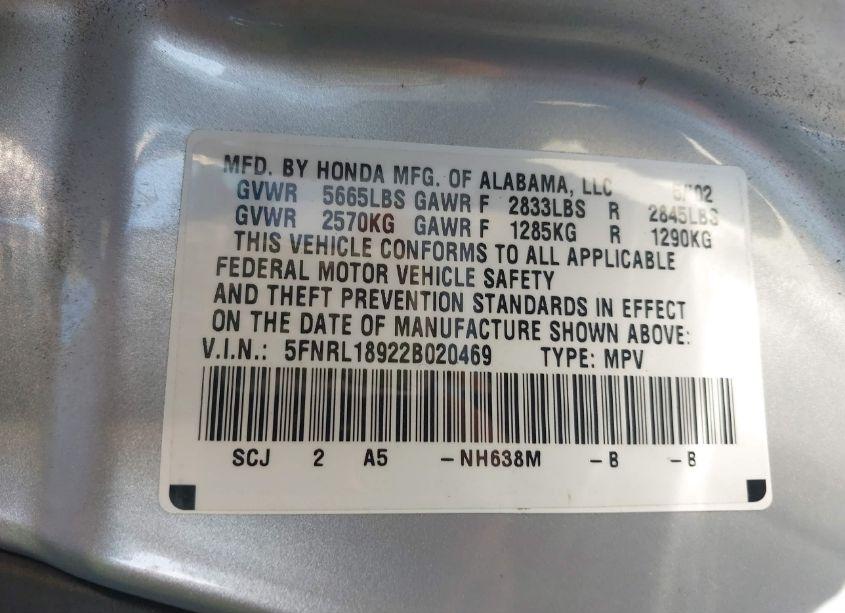 MFD. BY HONDA MFG. OF ALABAMA, LLC 5/02
GVWR 5665LBS GAWR F 2833LBS R 2845LBS
GVWR 2570KG GAWR F 1285KG R 1290KG
THIS VEHICLE CONFORMS TO ALL APPLICABLE
FEDERAL MOTOR VEHICLE SAFETY
AND THEFT PREVENTION STANDARDS IN EFFECT
ON THE DATE OF MANUFACTURE SHOWN ABOVE:
V.I.N.: 5FNRL18922B020469 TYPE: MPV
SCJ 2 A5 -NH638M -B -B